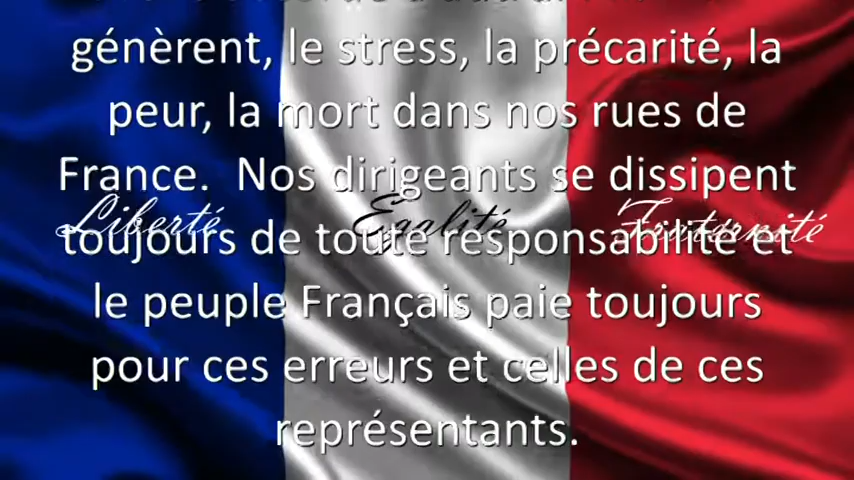 génèrent, le stress, la précarité, la
peur, la mort dans nos rues de
France. Nos dirigeants se dissipent
Liberté Égalité Fraternité
toujours de toute responsabilité et
le peuple Français paie toujours
pour ces erreurs et celles de ces
représentants.